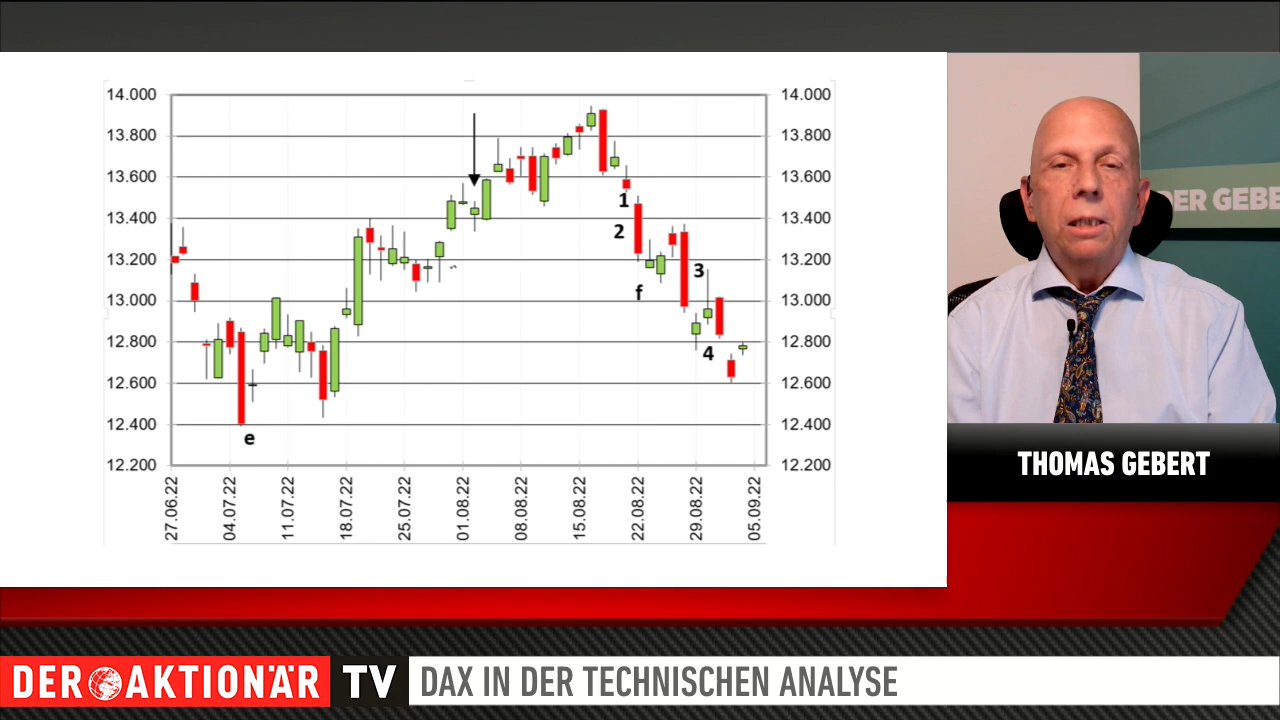 14.000 14.000
13.800 13.800
13.600 13.600
13.400 13.400
13.200 13.200
13.000 13.000
12.800 12.800
12.600 12.600
12.400 12.400
12.200 12.200
1
2
3
f
4
e
27.06.22 04.07.22 11.07.22 18.07.22 25.07.22 01.08.22 08.08.22 15.08.22 22.08.22 29.08.22 05.09.22
DER GEBE
THOMAS GEBERT
DER AKTIONÄR TV
DAX IN DER TECHNISCHEN ANALYSE